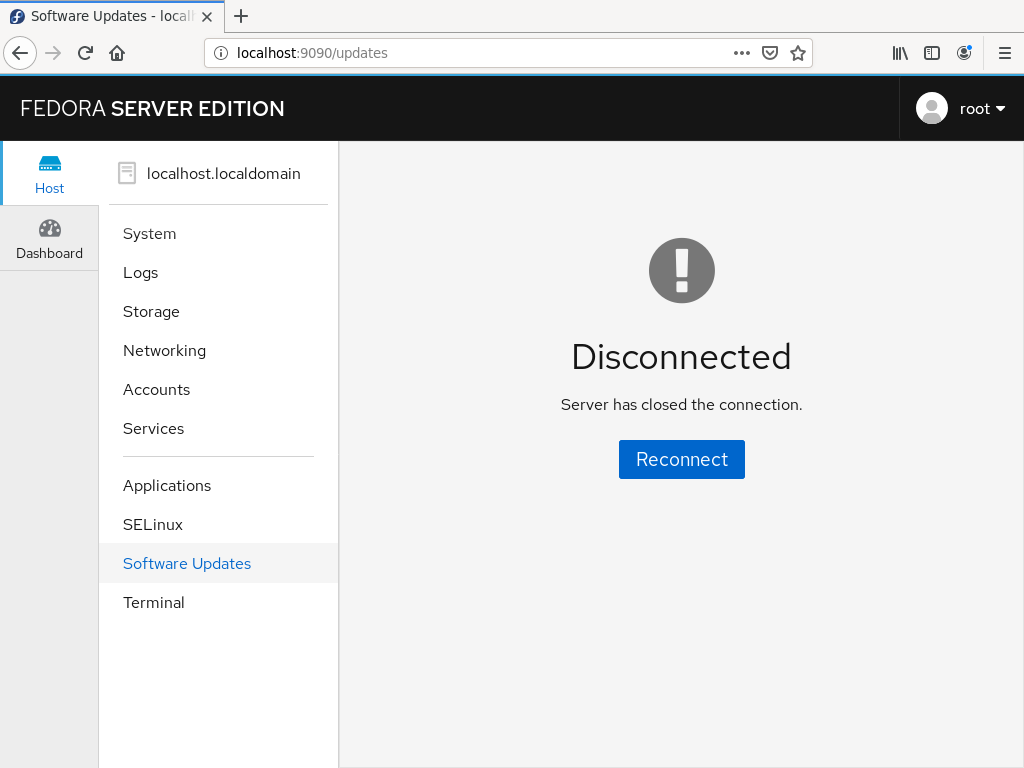 Software Updates - local
localhost:9090/updates
FEDORA SERVER EDITION
root
Host
Dashboard
localhost.localdomain
System
Logs
Storage
Networking
Accounts
Services
Applications
SELinux
Software Updates
Terminal
Disconnected
Server has closed the connection.
Reconnect